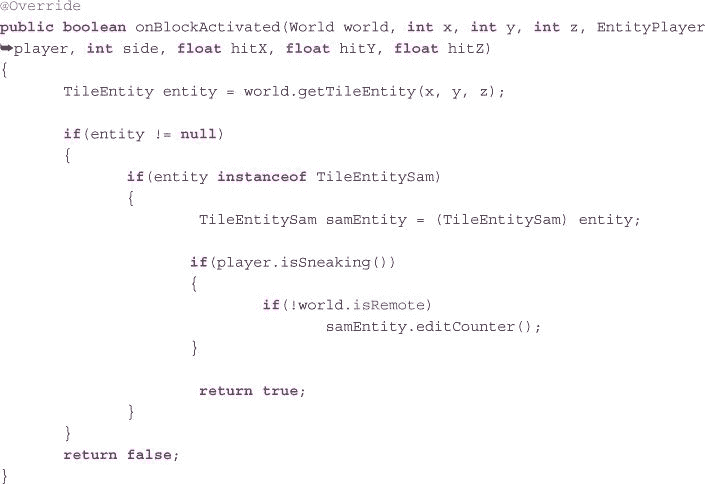 @Override
public boolean onBlockActivated(World world, int x, int y, int z, EntityPlayer
➥player, int side, float hitX, float hitY, float hitZ)
{
TileEntity entity = world.getTileEntity(x, y, z);
if(entity != null)
{
if(entity instanceof TileEntitySam)
{
TileEntitySam samEntity = (TileEntitySam) entity;
if(player.isSneaking())
{
if(!world.isRemote)
samEntity.editCounter();
}
return true;
}
}
return false;
}